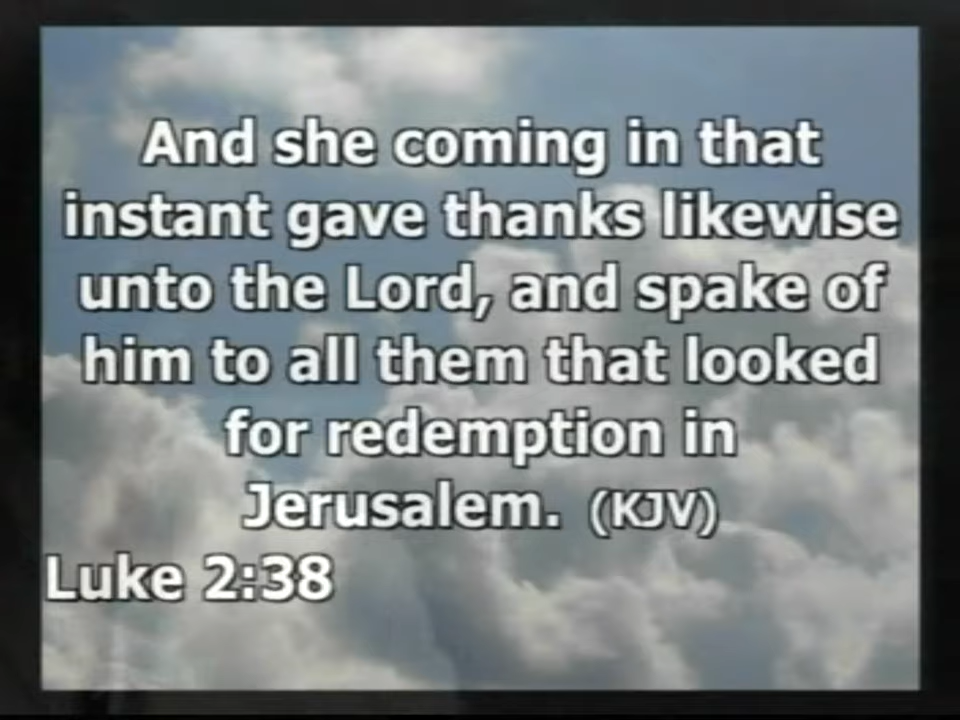 And she coming in that
instant gave thanks likewise
unto the Lord, and spake of
him to all them that looked
for redemption in
Jerusalem. (KJV)
Luke 2:38